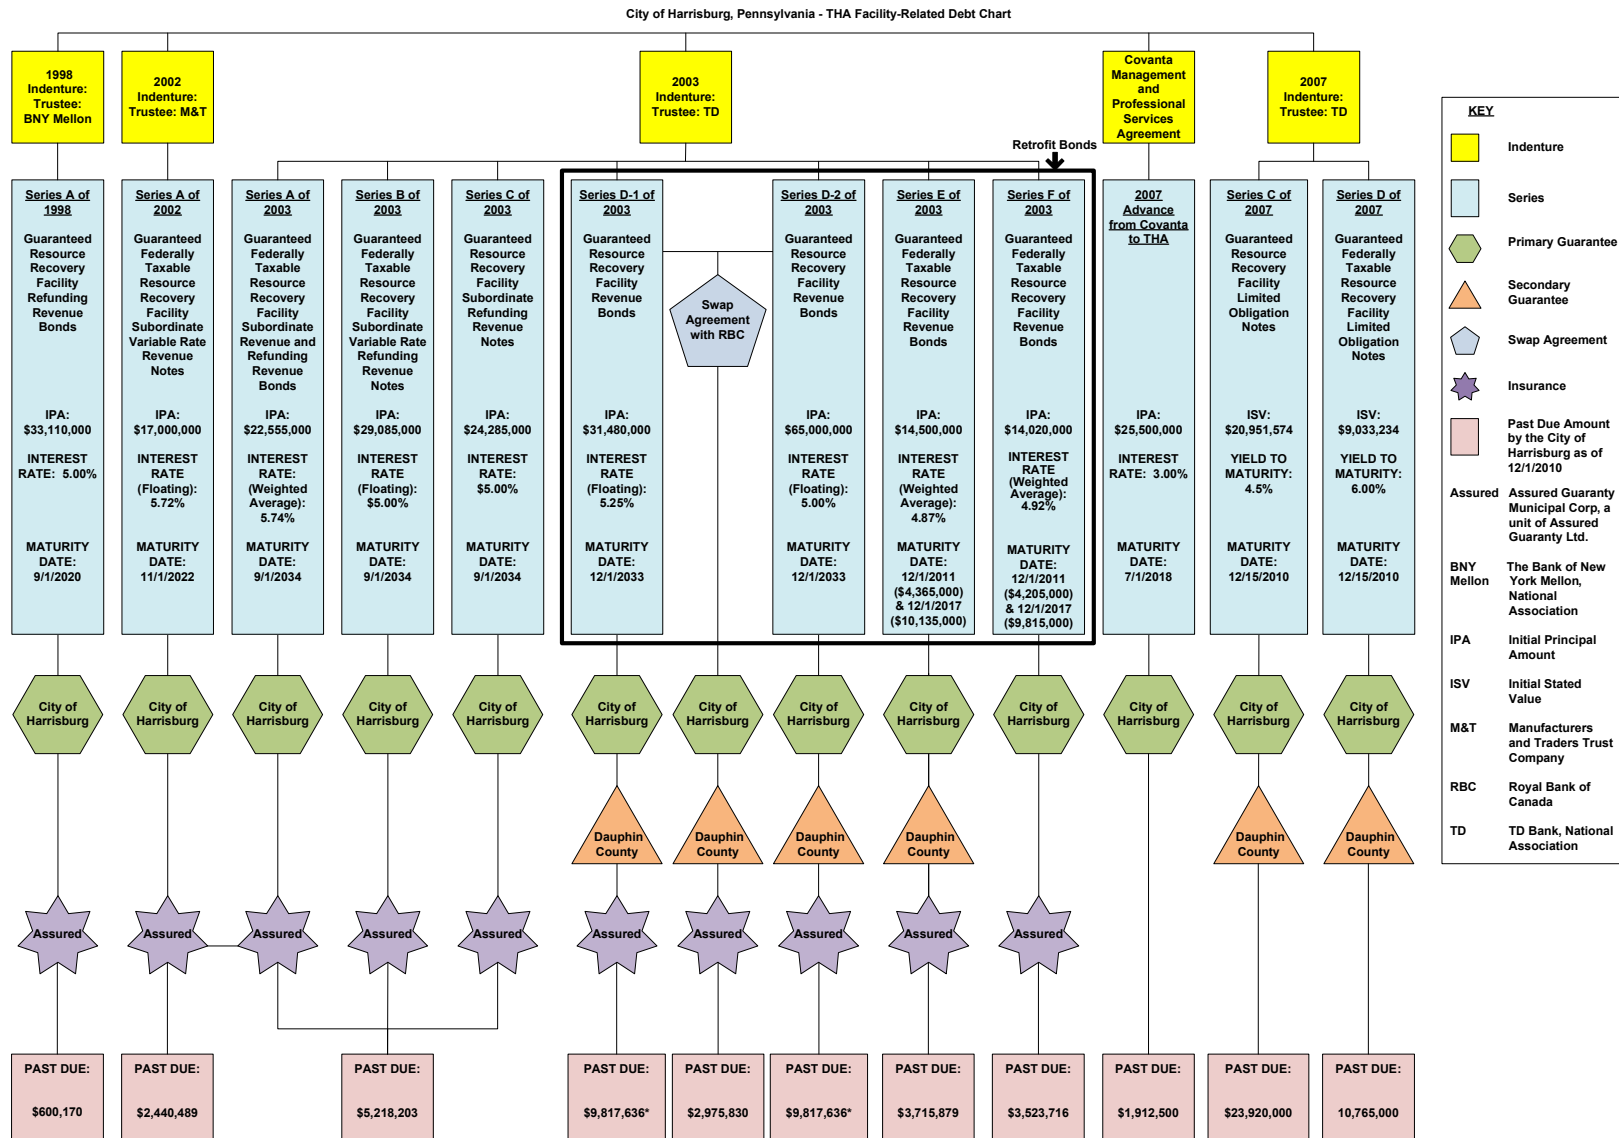 City of Harrisburg, Pennsylvania - THA Facility-Related Debt Chart
1998
Indenture:
Trustee:
BNY Mellon
2002
Indenture:
Trustee: M&T
2003
Indenture:
Trustee: TD
Covanta
Management
and
Professional
Services
Agreement
2007
Indenture:
Trustee: TD
Retrofit Bonds
Series A of
1998
Guaranteed
Resource
Recovery
Facility
Refunding
Revenue
Bonds
IPA:
$33,110,000
INTEREST
RATE: 5.00%
MATURITY
DATE:
9/1/2020
Series A of
2002
Guaranteed
Federally
Taxable
Resource
Recovery
Facility
Subordinate
Variable Rate
Revenue
Notes
IPA:
$17,000,000
INTEREST
RATE
(Floating):
5.72%
MATURITY
DATE:
11/1/2022
Series A of
2003
Guaranteed
Federally
Taxable
Resource
Recovery
Facility
Subordinate
Revenue and
Refunding
Revenue
Bonds
IPA:
$22,555,000
INTEREST
RATE:
(Weighted
Average):
5.74%
MATURITY
DATE:
9/1/2034
Series B of
2003
Guaranteed
Federally
Taxable
Resource
Recovery
Facility
Subordinate
Variable Rate
Refunding
Revenue
Notes
IPA:
$29,085,000
INTEREST
RATE
(Floating):
$5.00%
MATURITY
DATE:
9/1/2034
Series C of
2003
Guaranteed
Resource
Recovery
Facility
Subordinate
Refunding
Revenue
Notes
IPA:
$24,285,000
INTEREST
RATE:
$5.00%
MATURITY
DATE:
9/1/2034
Series D-1 of
2003
Guaranteed
Resource
Recovery
Facility
Revenue
Bonds
IPA:
$31,480,000
INTEREST
RATE
(Floating):
5.25%
MATURITY
DATE:
12/1/2033
Swap
Agreement
with RBC
Series D-2 of
2003
Guaranteed
Resource
Recovery
Facility
Revenue
Bonds
IPA:
$65,000,000
INTEREST
RATE
(Floating):
5.00%
MATURITY
DATE:
12/1/2033
Series E of
2003
Guaranteed
Federally
Taxable
Resource
Recovery
Facility
Revenue
Bonds
IPA:
$14,500,000
INTEREST
RATE
(Weighted
Average):
4.87%
MATURITY
DATE:
12/1/2011
($4,365,000)
& 12/1/2017
($10,135,000)
Series F of
2003
Guaranteed
Federally
Taxable
Resource
Recovery
Facility
Revenue
Bonds
IPA:
$14,020,000
INTEREST
RATE
(Weighted
Average):
4.92%
MATURITY
DATE:
12/1/2011
($4,205,000)
& 12/1/2017
($9,815,000)
2007
Advance
from Covanta
to THA
IPA:
$25,500,000
INTEREST
RATE: 3.00%
MATURITY
DATE:
7/1/2018
Series C of
2007
Guaranteed
Resource
Recovery
Facility
Limited
Obligation
Notes
ISV:
$20,951,574
YIELD TO
MATURITY:
4.5%
MATURITY
DATE:
12/15/2010
Series D of
2007
Guaranteed
Federally
Taxable
Resource
Recovery
Facility
Limited
Obligation
Notes
ISV:
$9,033,234
YIELD TO
MATURITY:
6.00%
MATURITY
DATE:
12/15/2010
City of
Harrisburg
City of
Harrisburg
City of
Harrisburg
City of
Harrisburg
City of
Harrisburg
City of
Harrisburg
City of
Harrisburg
City of
Harrisburg
City of
Harrisburg
City of
Harrisburg
City of
Harrisburg
City of
Harrisburg
City of
Harrisburg
Dauphin
County
Dauphin
County
Dauphin
County
Dauphin
County
Dauphin
County
Dauphin
County
Assured
Assured
Assured
Assured
Assured
Assured
Assured
Assured
Assured
Assured
PAST DUE:
$600,170
PAST DUE:
$2,440,489
PAST DUE:
$5,218,203
PAST DUE:
$9,817,636*
PAST DUE:
$2,975,830
PAST DUE:
$9,817,636*
PAST DUE:
$3,715,879
PAST DUE:
$3,523,716
PAST DUE:
$1,912,500
PAST DUE:
$23,920,000
PAST DUE:
10,765,000
KEY
Indenture
Series
Primary Guarantee
Secondary
Guarantee
Swap Agreement
Insurance
Past Due Amount
by the City of
Harrisburg as of
12/1/2010
Assured Assured Guaranty
Municipal Corp, a
unit of Assured
Guaranty Ltd.
BNY The Bank of New
Mellon York Mellon,
National
Association
IPA Initial Principal
Amount
ISV Initial Stated
Value
M&T Manufacturers
and Traders Trust
Company
RBC Royal Bank of
Canada
TD TD Bank, National
Association